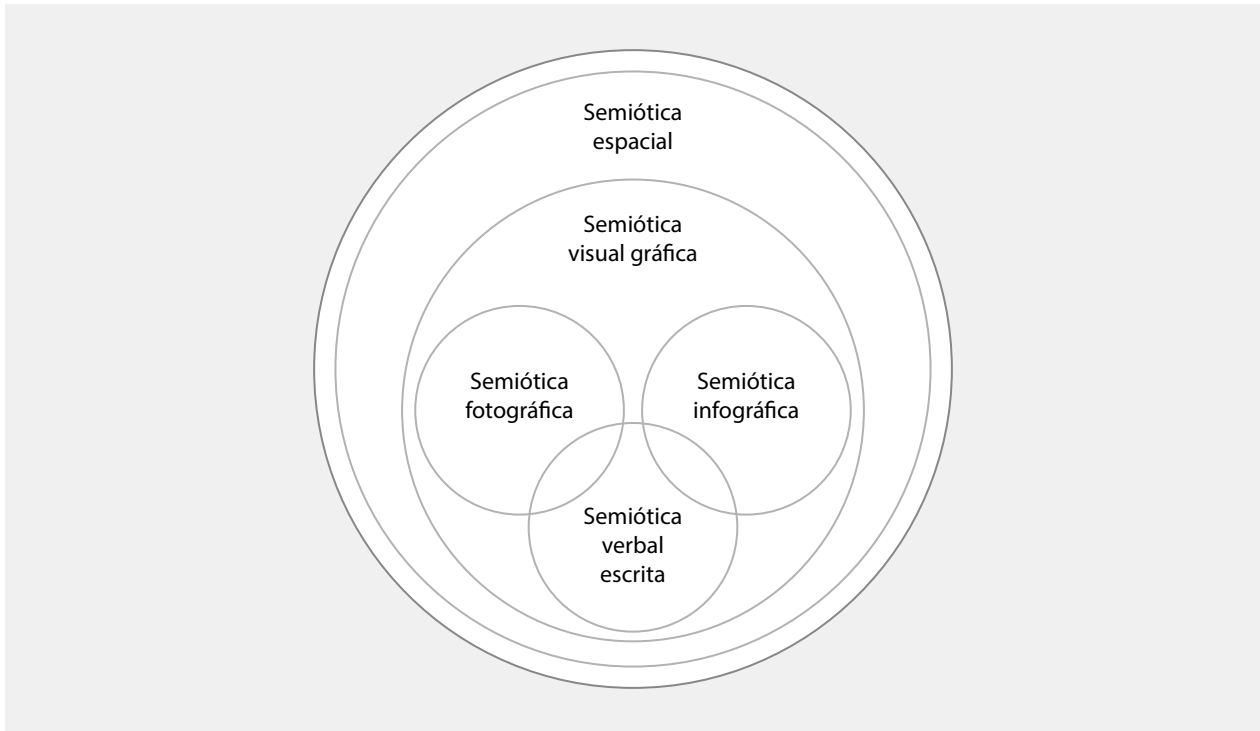 Semiótica
espacial
Semiótica
visual gráfica
Semiótica
fotográfica
Semiótica
infográfica
Semiótica
verbal
escrita